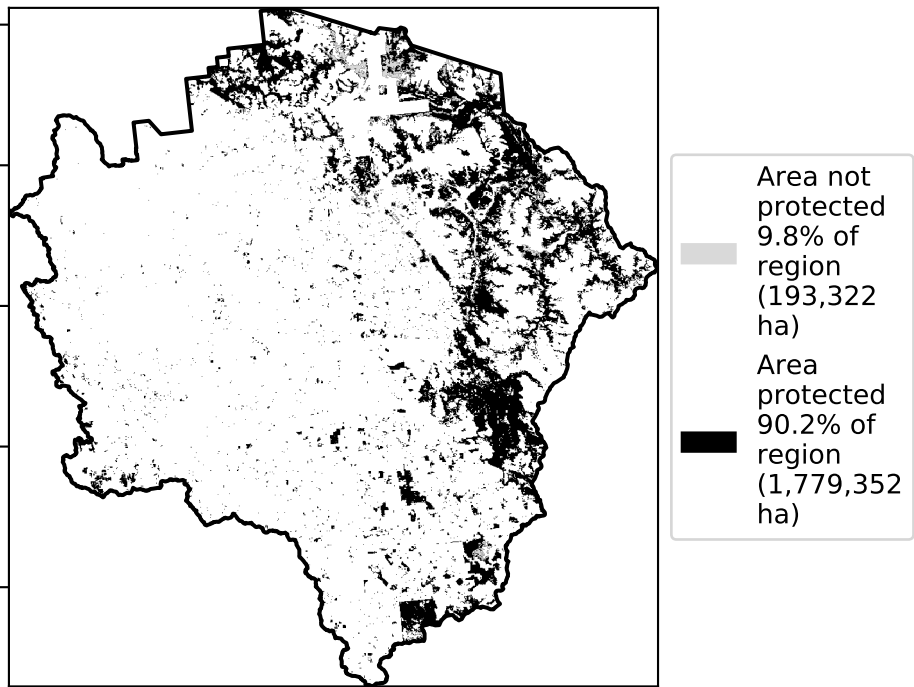 Area not
protected
9.8% of
region
(193,322
ha)
Area
protected
90.2% of
region
(1,779,352
ha)